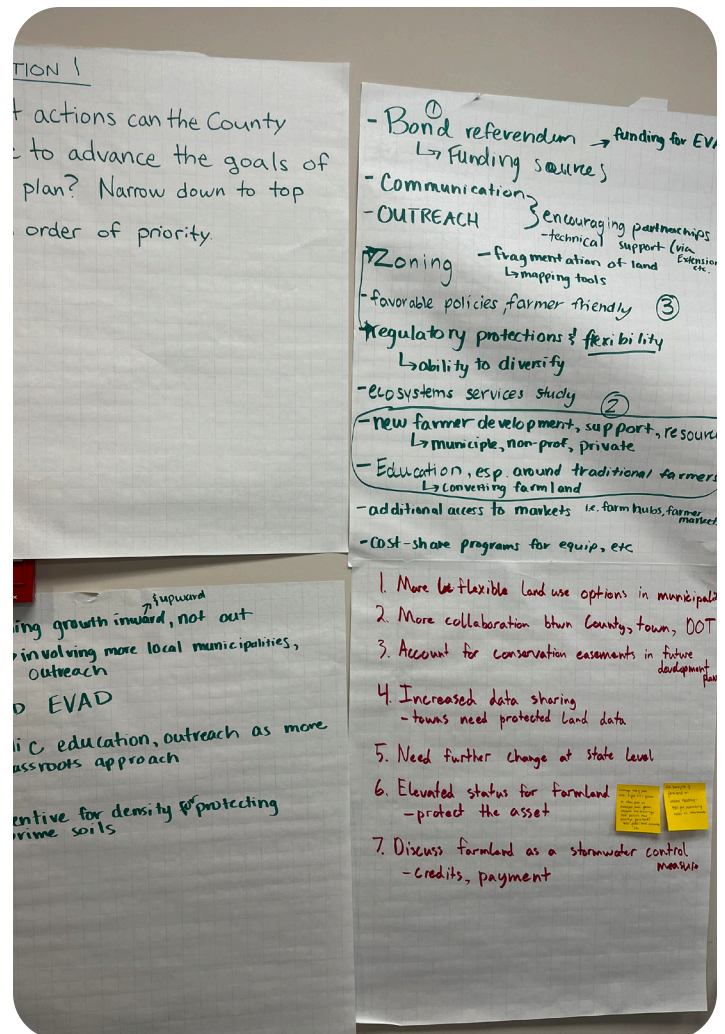 TION 1
t actions can the County
to advance the goals of
plan? Narrow down to top
order of priority.
①
- Bond referendum → funding for EVA
↳ Funding sources
- Communication
- OUTREACH
} encouraging partnerships
- technical support (via
Extension
etc.
Zoning
- fragmentation of land
↳ mapping tools
- favorable policies, farmer friendly ③
regulatory protections & flexibility
↳ ability to diversify
- ecosystems services study
②
- new farmer development, support, resourc
↳ municiple, non-prof, private
- Education, esp. around traditional farmers
↳ converting farmland
- additional access to markets i.e. farm hubs, farmer
markets
- cost-share programs for equip, etc
& upward
ing growth inward, not out
involving more local municipalities,
outreach
D EVAD
lic education, outreach as more
assroots approach
entive for density for protecting
rime soils
1. More flexible land use options in municipali
2. More collaboration btwn County, town, DOT
3. Account for conservation easements in future
development
plan
4. Increased data sharing
- towns need protected land data
5. Need further change at state level
6. Elevated status for farmland
- protect the asset
7. Discuss farmland as a stormwater control
measure
- credits, payment